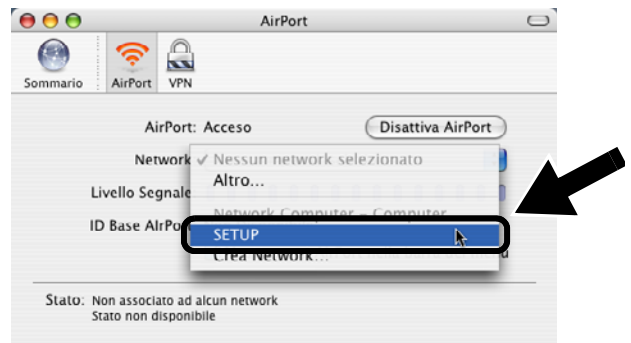 AirPort
Sommario AirPort VPN
AirPort: Acceso Disattiva AirPort
Network ✓ Nessun network selezionato
Altro...
Livello Segnale
Network Computer - Computer
ID Base AirPo
SETUP
Crea Network...
Stato: Non associato ad alcun network
Stato non disponibile